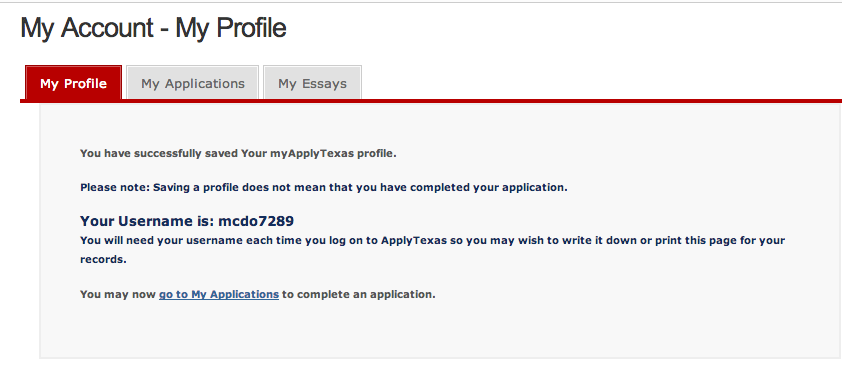 My Account - My Profile
My Profile
My Applications
My Essays
You have successfully saved Your myApplyTexas profile.
Please note: Saving a profile does not mean that you have completed your application.
Your Username is: mcdo7289
You will need your username each time you log on to ApplyTexas so you may wish to write it down or print this page for your
records.
You may now go to My Applications to complete an application.